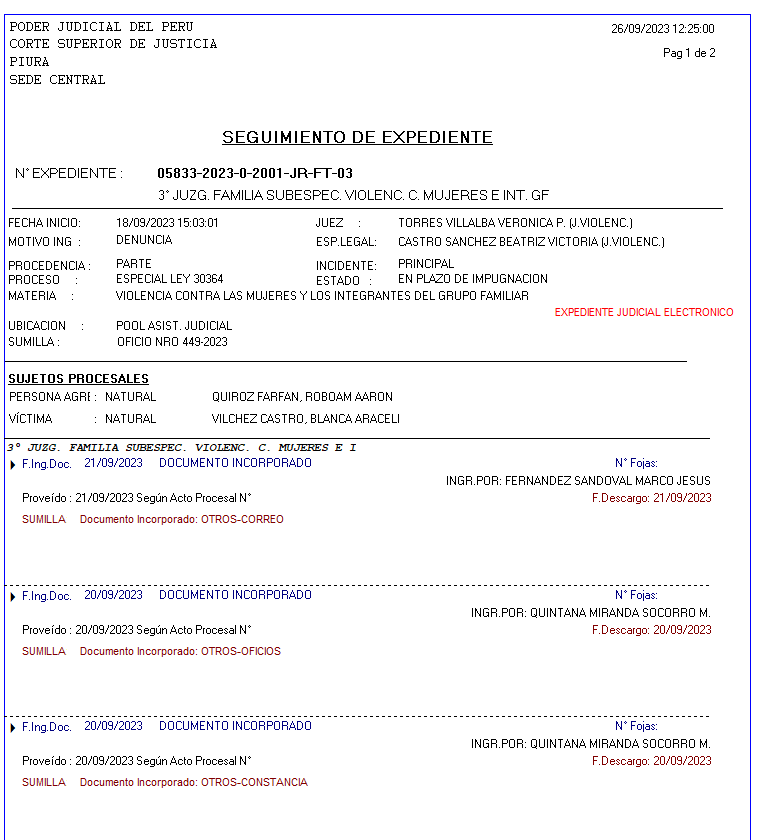 PODER JUDICIAL DEL PERU
26/09/2023 12:25:00
CORTE SUPERIOR DE JUSTICIA
Pag 1 de 2
PIURA
SEDE CENTRAL
SEGUIMIENTO DE EXPEDIENTE
N° EXPEDIENTE : 05833-2023-0-2001-JR-FT-03
3° JUZG. FAMILIA SUBESPEC. VIOLENC. C. MUJERES E INT. GF
FECHA INICIO: 18/09/2023 15:03:01 JUEZ : TORRES VILLALBA VERONICA P. (J.VIOLENC.)
MOTIVO ING : DENUNCIA ESP.LEGAL: CASTRO SANCHEZ BEATRIZ VICTORIA (J.VIOLENC.)
PROCEDENCIA : PARTE INCIDENTE: PRINCIPAL
PROCESO : ESPECIAL LEY 30364 ESTADO : EN PLAZO DE IMPUGNACION
MATERIA : VIOLENCIA CONTRA LAS MUJERES Y LOS INTEGRANTES DEL GRUPO FAMILIAR
EXPEDIENTE JUDICIAL ELECTRONICO
UBICACION : POOL ASIST. JUDICIAL
SUMILLA : OFICIO NRO 449-2023
SUJETOS PROCESALES
PERSONA AGRE : NATURAL QUIROZ FARFAN, ROBOAM AARON
VÍCTIMA : NATURAL VILCHEZ CASTRO, BLANCA ARACELI
3° JUZG. FAMILIA SUBESPEC. VIOLENC. C. MUJERES E I
F.Ing.Doc. 21/09/2023 DOCUMENTO INCORPORADO N° Fojas:
INGR.POR: FERNANDEZ SANDOVAL MARCO JESUS
Proveído : 21/09/2023 Según Acto Procesal N° F.Descargo: 21/09/2023
SUMILLA Documento Incorporado: OTROS-CORREO
F.Ing.Doc. 20/09/2023 DOCUMENTO INCORPORADO N° Fojas:
INGR.POR: QUINTANA MIRANDA SOCORRO M.
Proveído : 20/09/2023 Según Acto Procesal N° F.Descargo: 20/09/2023
SUMILLA Documento Incorporado: OTROS-OFICIOS
F.Ing.Doc. 20/09/2023 DOCUMENTO INCORPORADO N° Fojas:
INGR.POR: QUINTANA MIRANDA SOCORRO M.
Proveído : 20/09/2023 Según Acto Procesal N° F.Descargo: 20/09/2023
SUMILLA Documento Incorporado: OTROS-CONSTANCIA